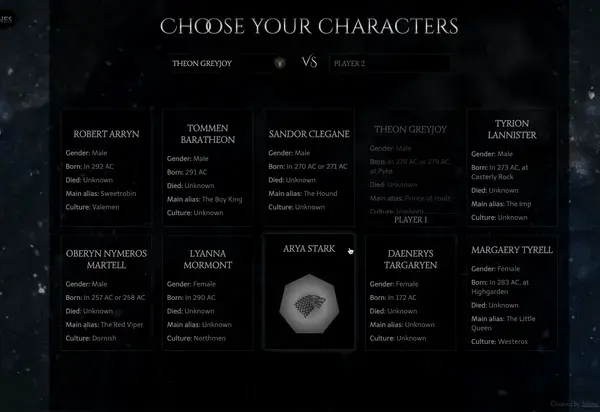 CHOOSE YOUR CHARACTERS
THEON GREYJOY
VS
PLAYER 2
ROBERT ARRYN
Gender: Male
Born: In 292 AC
Died: Unknown
Main alias: Sweetrobin
Culture: Valemen
TOMMEN
BARATHEON
Gender: Male
Born: 291 AC
Died: Unknown
Main alias: The Boy King
Culture: Unknown
SANDOR CLEGANE
Gender: Male
Born: In 270 AC or 271 AC
Died: Unknown
Main alias: The Hound
Culture: Unknown
THEON GREYJOY
Gender: Male
Born: In 278 AC or 279 AC,
at Pyke
Died: Unknown
Main alias: Prince of Fools
Culture: Ironborn
PLAYER 1
TYRION
LANNISTER
Gender: Male
Born: In 273 AC, at
Casterly Rock
Died: Unknown
Main alias: The Imp
Culture: Unknown
OBERYN NYMEROS
MARTELL
Gender: Male
Born: In 257 AC or 258 AC
Died: Unknown
Main alias: The Red Viper
Culture: Dornish
LYANNA
MORMONT
Gender: Female
Born: In 290 AC
Died: Unknown
Main alias: Unknown
Culture: Northmen
ARYA STARK
DAENERYS
TARGARYEN
Gender: Female
Born: In 172 AC
Died: Unknown
Main alias: Unknown
Culture: Unknown
MARGAERY TYRELL
Gender: Female
Born: In 283 AC, at
Highgarden
Died: Unknown
Main alias: The Little
Queen
Culture: Westeros